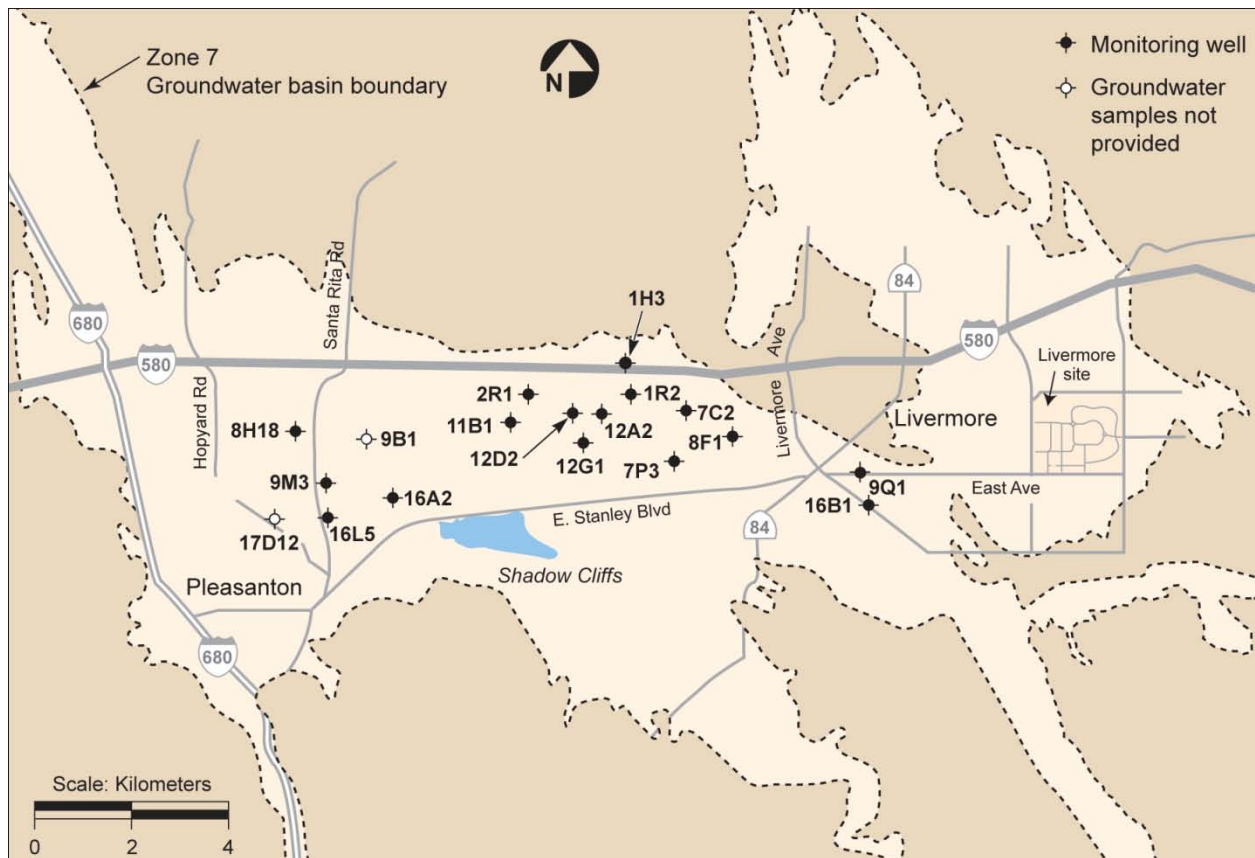 Zone 7
Groundwater basin boundary
N
Monitoring well
Groundwater
samples not
provided
680
580
Hopyard Rd
Santa Rita Rd
1H3
Livermore Ave
84
580
Livermore
site
2R1
1R2
7C2
Livermore
8H18
9B1
11B1
12D2
12A2
12G1
8F1
7P3
9M3
16A2
9Q1
East Ave
16B1
17D12
16L5
E. Stanley Blvd
84
Shadow Cliffs
Pleasanton
680
Scale: Kilometers
0 2 4